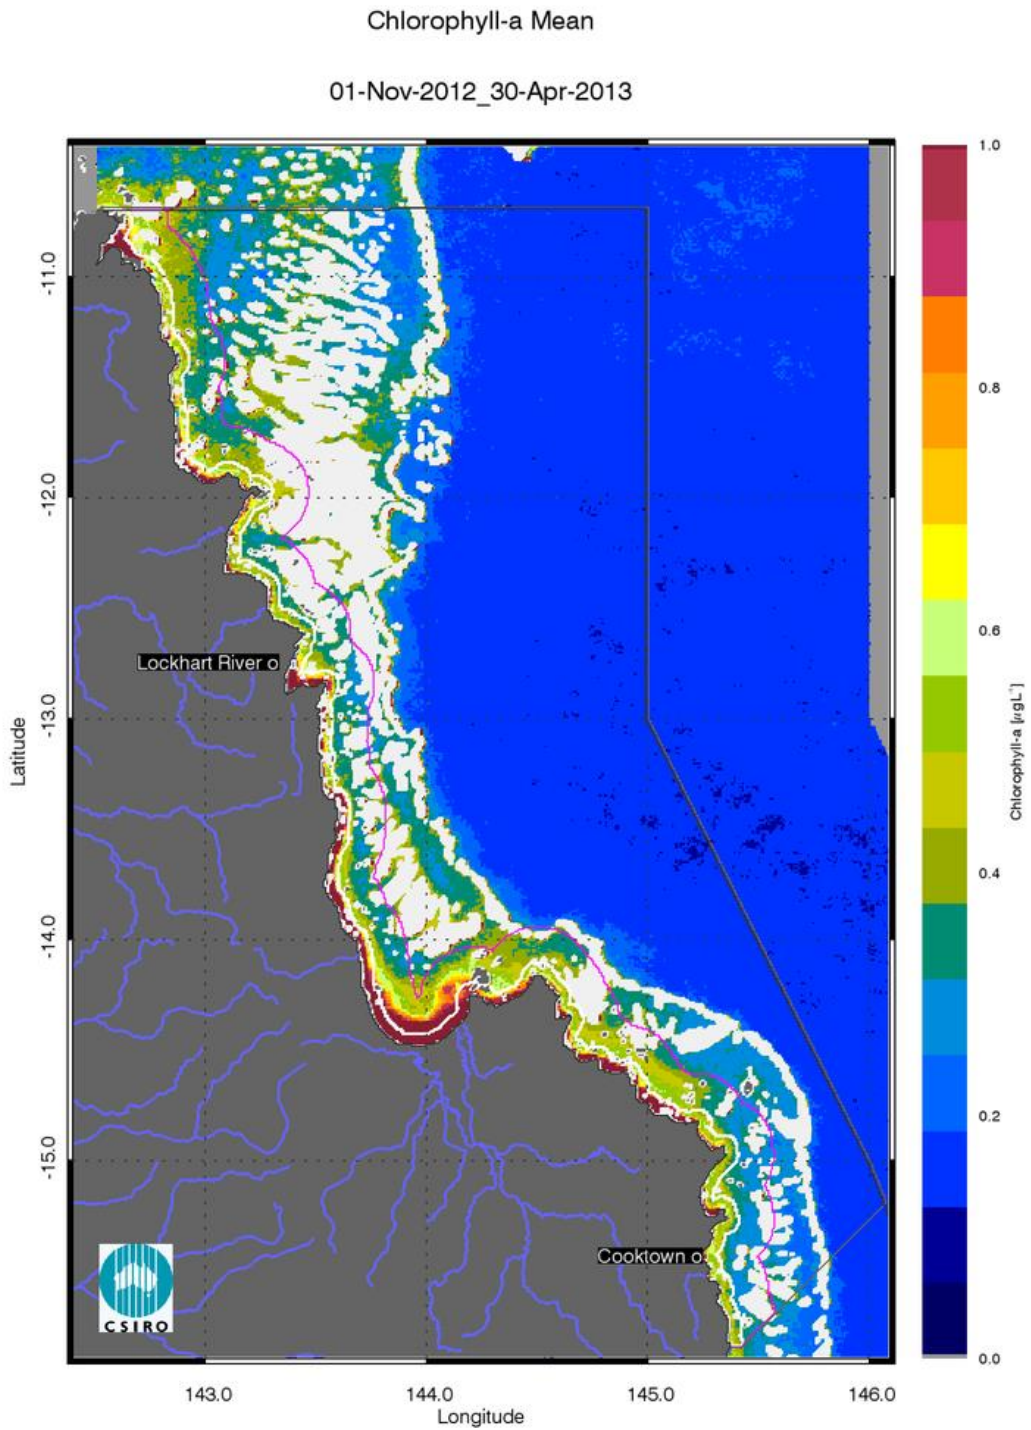 Chlorophyll-a Mean
01-Nov-2012_30-Apr-2013
1.0
-11.0
0.8
-12.0
0.6
Lockhart River o
-13.0
Latitude
Chlorophyll-a [µgL⁻¹]
0.4
-14.0
0.2
-15.0
Cooktown o
CSIRO
0.0
143.0
144.0
145.0
146.0
Longitude